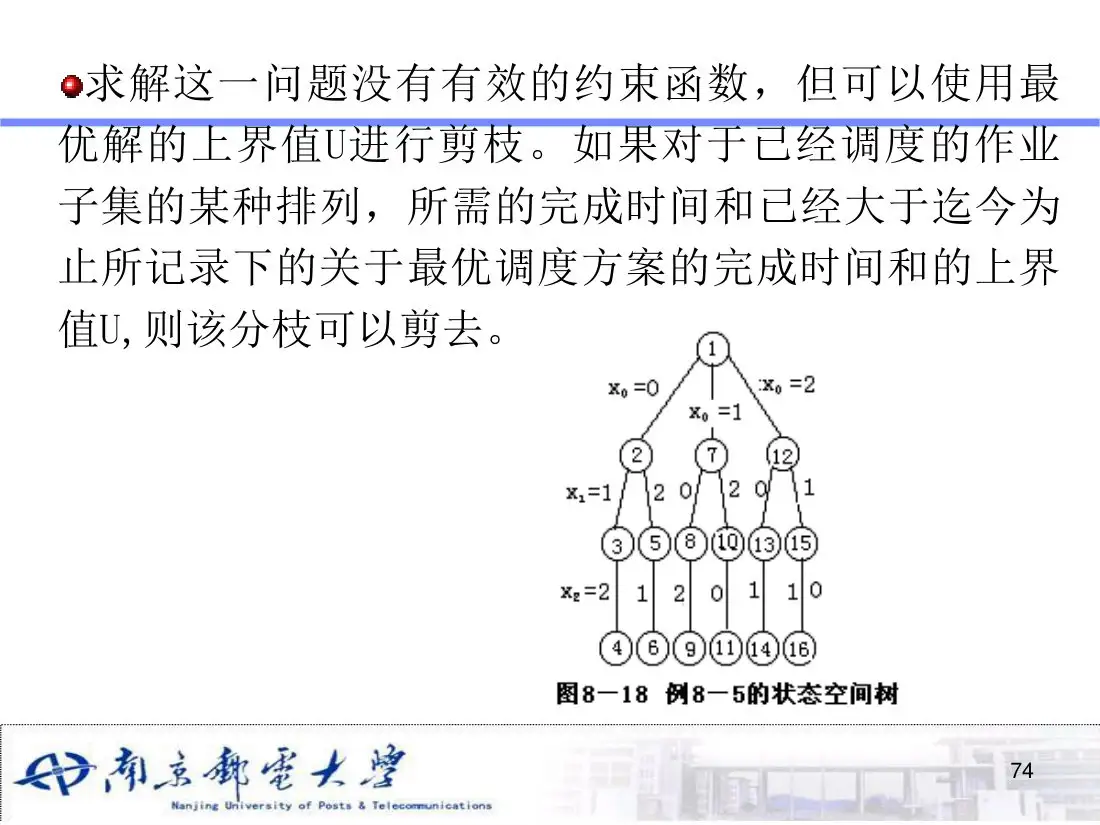 求解这一问题没有有效的约束函数，但可以使用最
优解的上界值U进行剪枝。如果对于已经调度的作业
子集的某种排列，所需的完成时间和已经大于迄今为
止所记录下的关于最优调度方案的完成时间和的上界
值U,则该分枝可以剪去。
1
x₀=0 x₀=1 :x₀=2
2 7 12
x₁=1 2 0 2 0 1
3 5 8 10 13 15
x₂=2 1 2 0 1 1 0
4 6 9 11 14 16
图8—18 例8—5的状态空间树
南京郵電大學
Nanjing University of Posts & Telecommunications
74